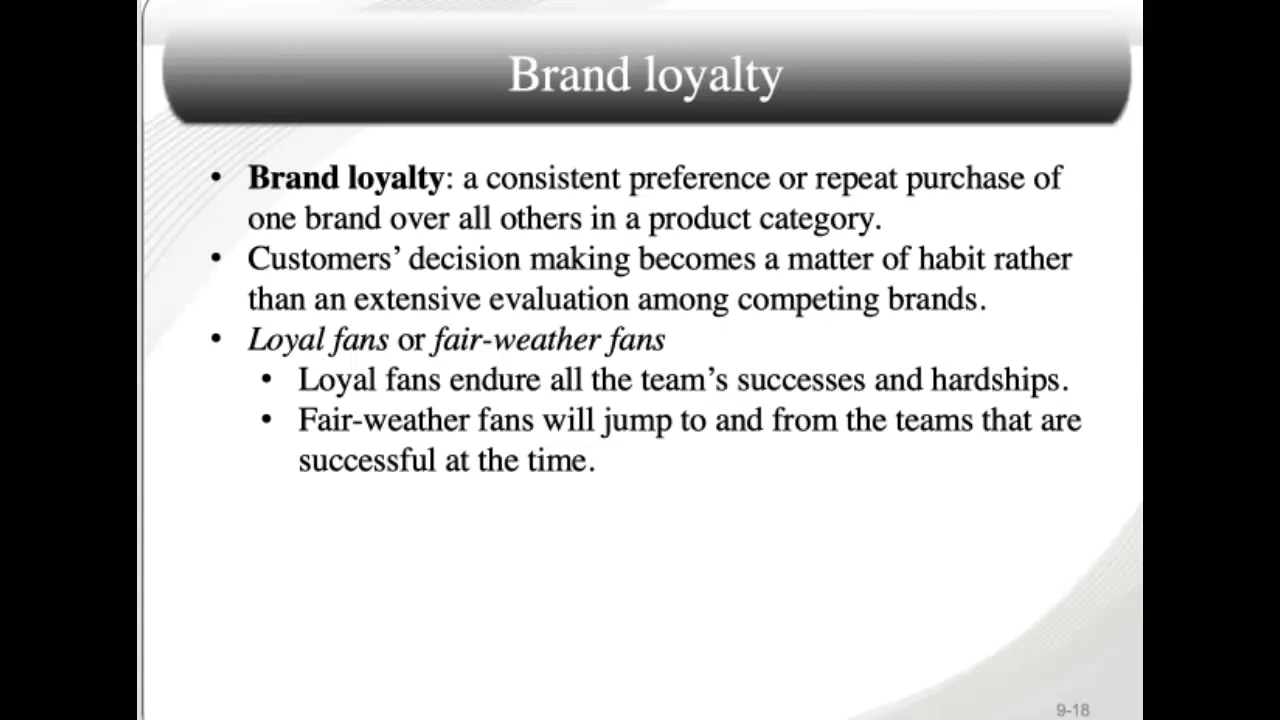 Brand loyalty
• Brand loyalty: a consistent preference or repeat purchase of
one brand over all others in a product category.
• Customers’ decision making becomes a matter of habit rather
than an extensive evaluation among competing brands.
• Loyal fans or fair-weather fans
• Loyal fans endure all the team’s successes and hardships.
• Fair-weather fans will jump to and from the teams that are
successful at the time.
9-18